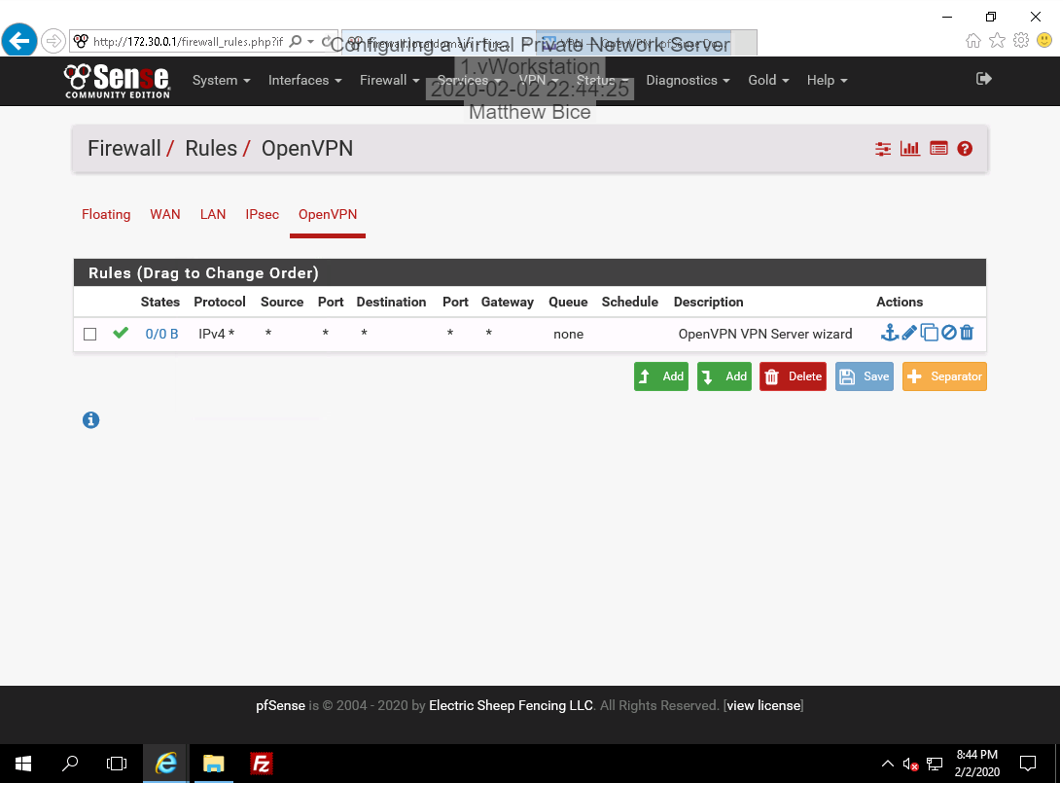 http://172.30.0.1/firewall_rules.php?if
Configuring a Virtual Private Network Server
1.vWorkstation
2020-02-02 22:44:25
Matthew Bice
Sense
COMMUNITY EDITION
System Interfaces Firewall Services VPN Status Diagnostics Gold Help
Firewall / Rules / OpenVPN
Floating WAN LAN IPsec OpenVPN
Rules (Drag to Change Order)
States Protocol Source Port Destination Port Gateway Queue Schedule Description Actions
0/0 B IPv4 * * * * * * none OpenVPN VPN Server wizard
Add Add Delete Save Separator
pfSense is © 2004 - 2020 by Electric Sheep Fencing LLC. All Rights Reserved. [view license]
8:44 PM
2/2/2020